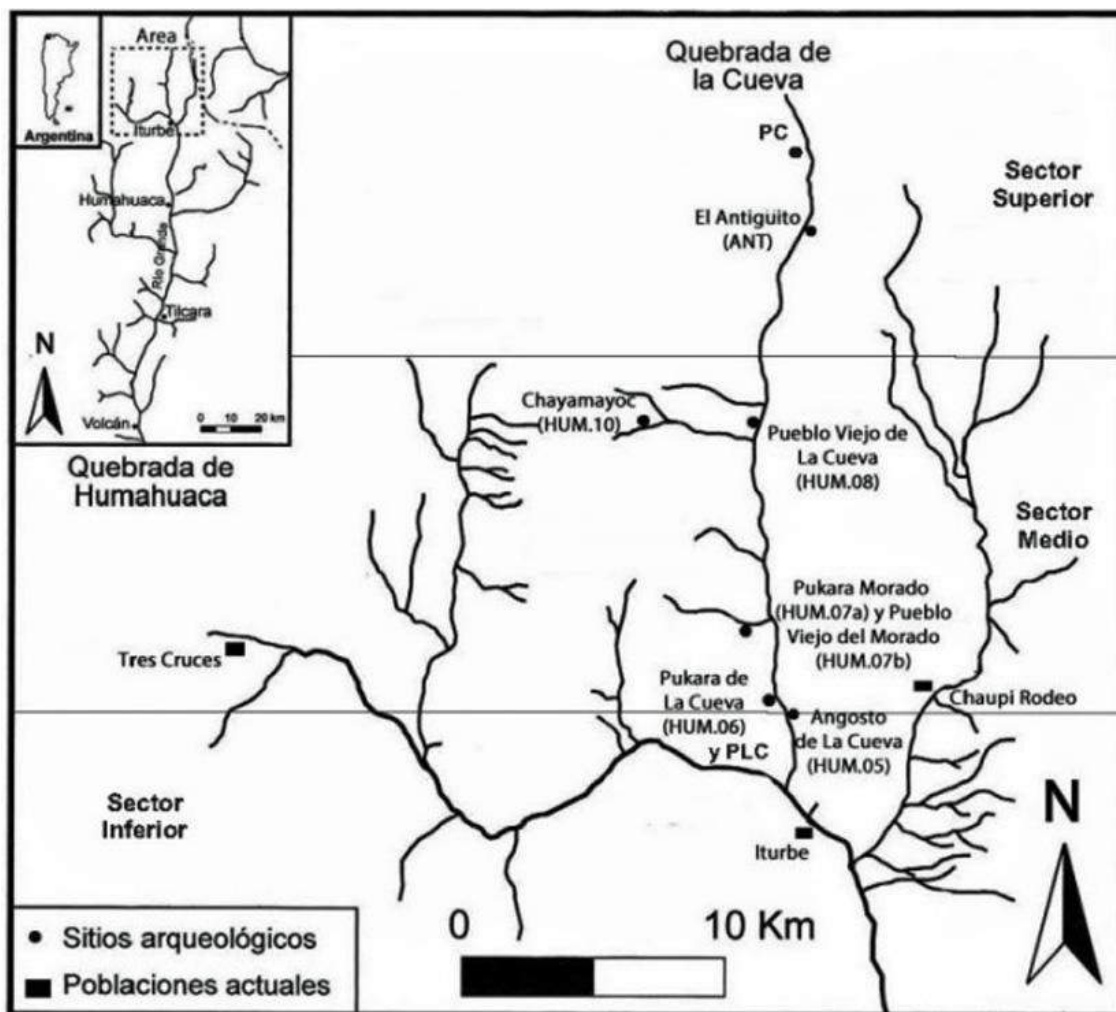 Area
Argentina
Iturbe
Humahuaca
Río Grande
Tilcara
N
Volcán
0 10 20 km
Quebrada de
Humahuaca
Quebrada de
la Cueva
PC
Sector
Superior
El Antigüito
(ANT)
Chayamayoc
(HUM.10)
Pueblo Viejo de
La Cueva
(HUM.08)
Sector
Medio
Pukara Morado
(HUM.07a) y Pueblo
Viejo del Morado
(HUM.07b)
Tres Cruces
Pukara de
La Cueva
(HUM.06)
y PLC
Chaupi Rodeo
Angosto
de La Cueva
(HUM.05)
Sector
Inferior
Iturbe
N
0 10 Km
Sitios arqueológicos
Poblaciones actuales